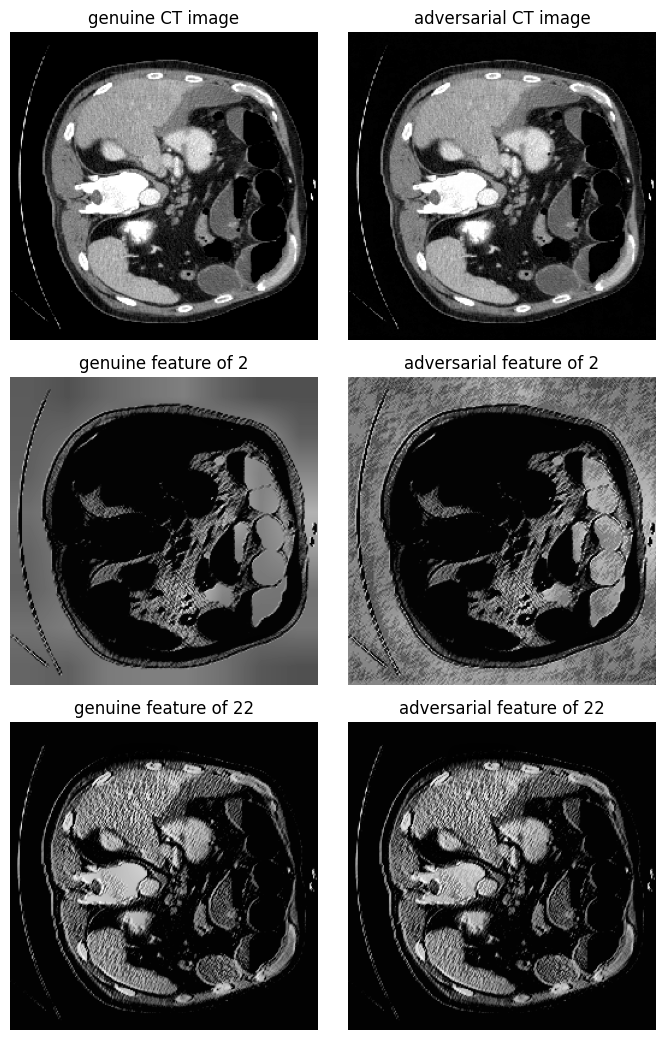 genuine CT image
adversarial CT image
genuine feature of 2
adversarial feature of 2
genuine feature of 22
adversarial feature of 22